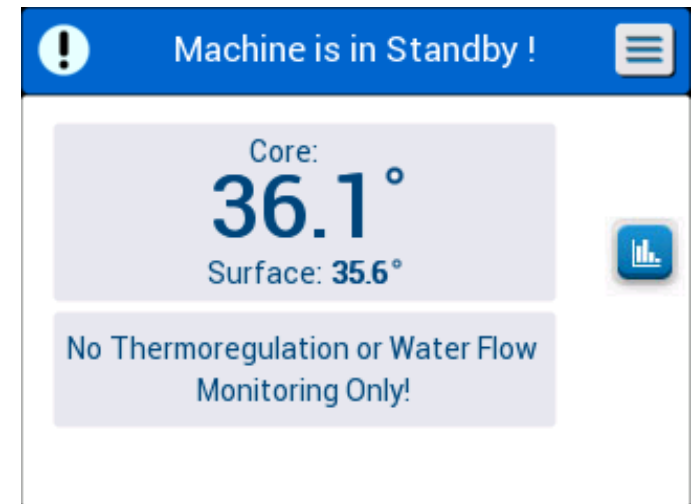 Machine is in Standby !
Core:
36.1°
Surface: 35.6°
No Thermoregulation or Water Flow
Monitoring Only!